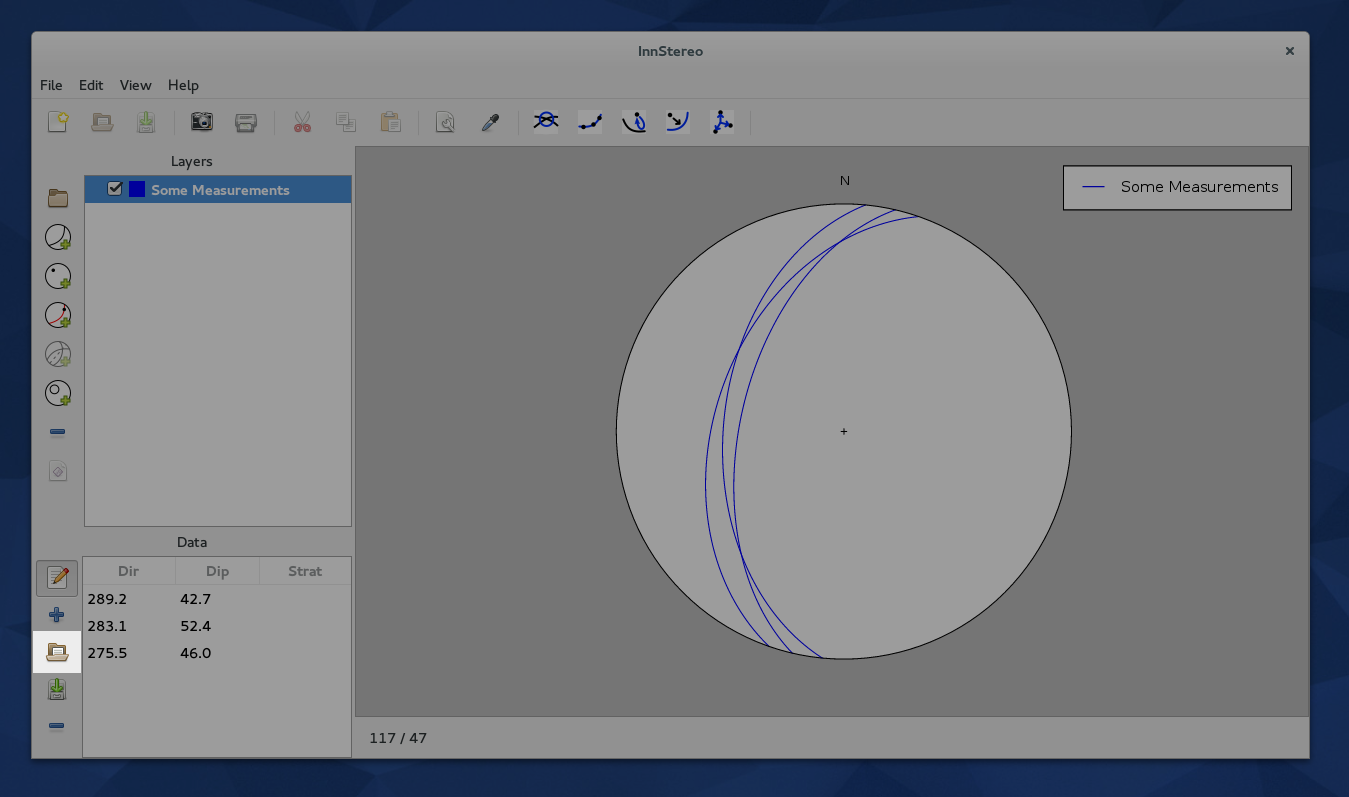 InnStereo
File Edit View Help
Layers
Some Measurements
N
Some Measurements
Data
Dir Dip Strat
289.2 42.7
283.1 52.4
275.5 46.0
117 / 47